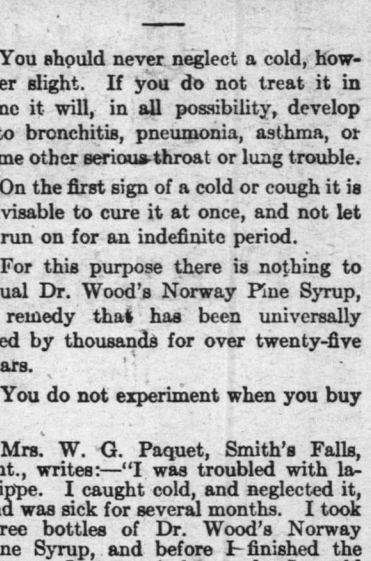 You should never neglect a cold, how-
er slight. If you do not treat it in
ne it will, in all possibility, develop
to bronchitis, pneumonia, asthma, or
me other serious throat or lung trouble.
On the first sign of a cold or cough it is
visable to cure it at once, and not let
run on for an indefinite period.
For this purpose there is nothing to
ual Dr. Wood's Norway Pine Syrup,
remedy that has been universally
ed by thousands for over twenty-five
ars.
You do not experiment when you buy
Mrs. W. G. Paquet, Smith's Falls,
nt., writes:—"I was troubled with la-
ippe. I caught cold, and neglected it,
d was sick for several months. I took
ree bottles of Dr. Wood's Norway
ne Syrup, and before I finished the